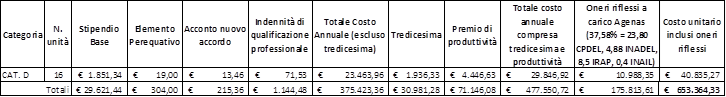 Categoria
N.
unità
Stipendio
Base
Elemento
Perequativo
Acconto nuovo
accordo
Indennità di
qualificazione e
professionale
Totale Costo
Annuale (escluso
tredicesima)
Tredicesima
Premio di
produttività
Totale costo
annuale
compresa
tredicesima e
produttività
Oneri riflessi a
carico Agenas
(37,58% = 23,80
CPDEL, 4,88 INADEL,
8,5 IRAP, 0,4 INAIL)
Costo unitario
inclusi oneri
riflessi
CAT. D 16 € 1.851,34 € 19,00 € 13,46 € 71,53 € 23.463,96 € 1.936,33 € 4.446,63 € 29.846,92 € 10.988,35 € 40.835,27
Totali € 29.621,44 € 304,00 € 215,36 € 1.144,48 € 375.423,36 € 30.981,28 € 71.146,08 € 477.550,72 € 175.813,61 € 653.364,33